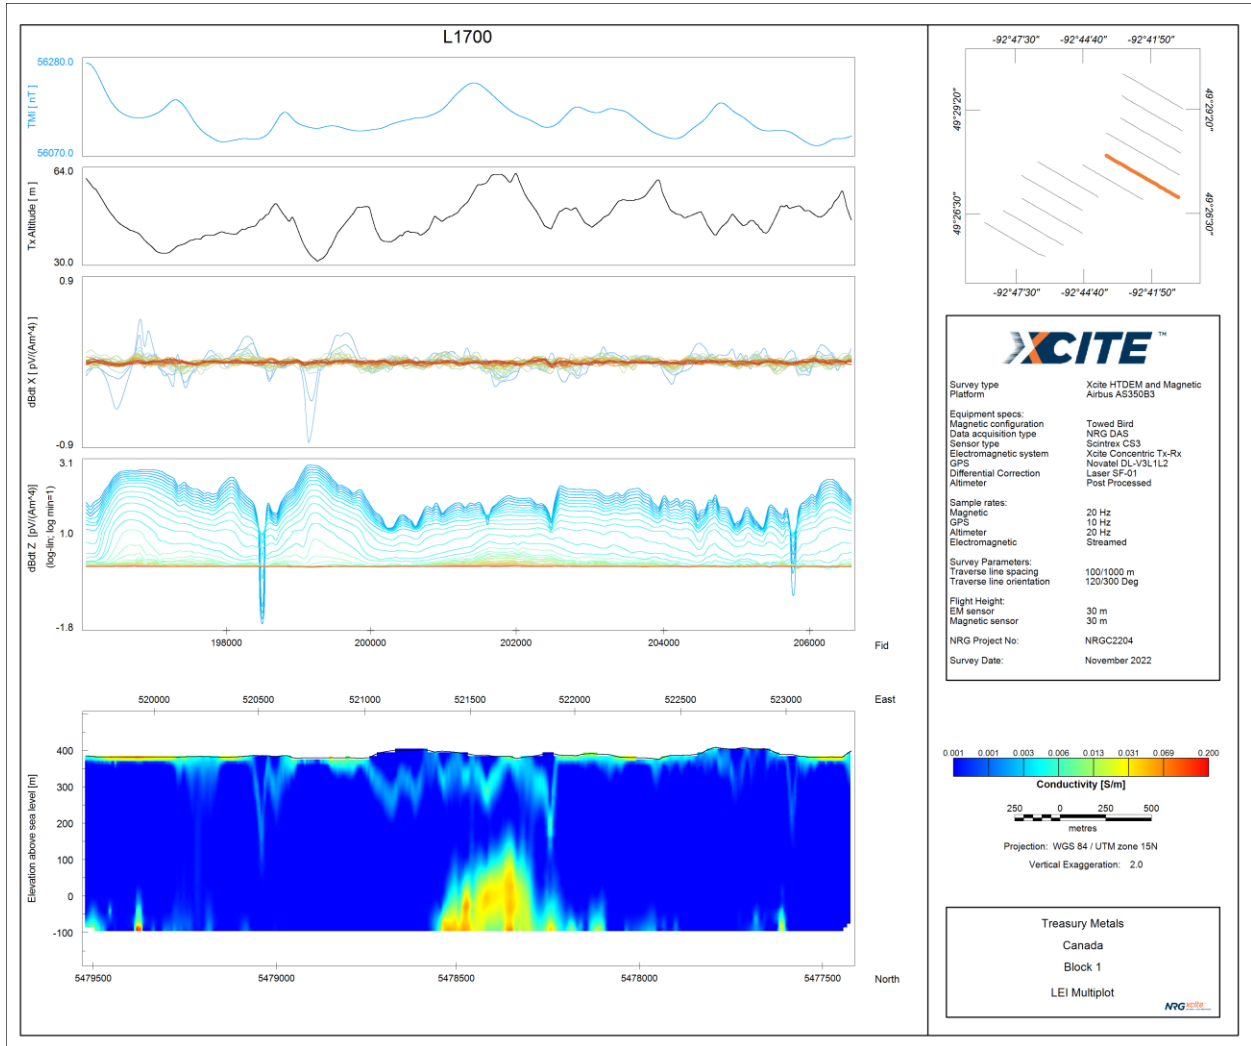 L1700
56280.0
TMI [ nT ]
56070.0
64.0
Tx Altitude [ m ]
30.0
0.9
dBdt X [ pV/(Am^4) ]
-0.9
3.1
dBdt Z [pV/(Am^4)]
(log-lin; log min=1)
1.0
-1.8
198000 200000 202000 204000 206000
Fid
520000 520500 521000 521500 522000 522500 523000 East
Elevation above sea level [m]
400
300
200
100
0
-100
5479500 5479000 5478500 5478000 5477500 North
-92°47'30" -92°44'40" -92°41'50"
49°29'20" 49°29'20"
49°26'30" 49°26'30"
-92°47'30" -92°44'40" -92°41'50"
XCITE ™
Survey type Xcite HTDEM and Magnetic
Platform Airbus AS350B3
Equipment specs:
Magnetic configuration Towed Bird
Data acquisition type NRG DAS
Sensor type Scintrex CS3
Electromagnetic system Xcite Concentric Tx-Rx
GPS Novatel DL-V3L1L2
Differential Correction Laser SF-01
Altimeter Post Processed
Sample rates:
Magnetic 20 Hz
GPS 10 Hz
Altimeter 20 Hz
Electromagnetic Streamed
Survey Parameters:
Traverse line spacing 100/1000 m
Traverse line orientation 120/300 Deg
Flight Height:
EM sensor 30 m
Magnetic sensor 30 m
NRG Project No: NRGC2204
Survey Date: November 2022
0.001 0.001 0.003 0.006 0.013 0.031 0.069 0.200
Conductivity [S/m]
250 0 250 500
metres
Projection: WGS 84 / UTM zone 15N
Vertical Exaggeration: 2.0
Treasury Metals
Canada
Block 1
LEI Multiplot
NRG xcite